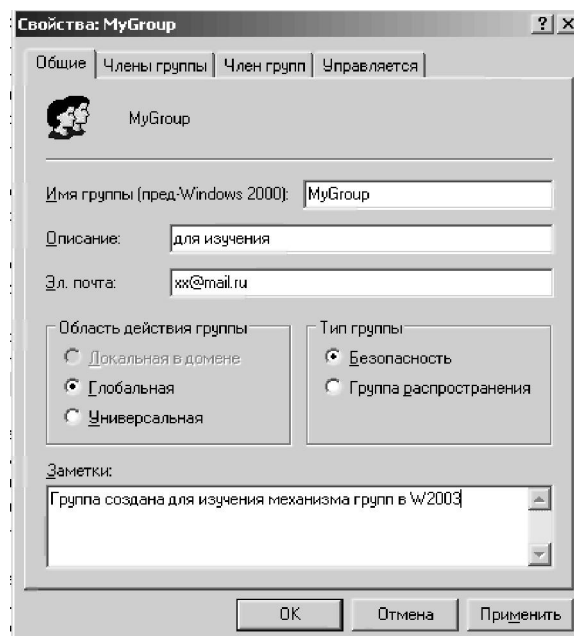 Свойства: MyGroup
Общие Члены группы Член групп Управляется
MyGroup
Имя группы (пред-Windows 2000): MyGroup
Описание: для изучения
Эл. почта: xx@mail.ru
Область действия группы Тип группы
Локальная в домене Безопасность
Глобальная Группа распространения
Универсальная
Заметки:
Группа создана для изучения механизма групп в W2003
OK Отмена Применить